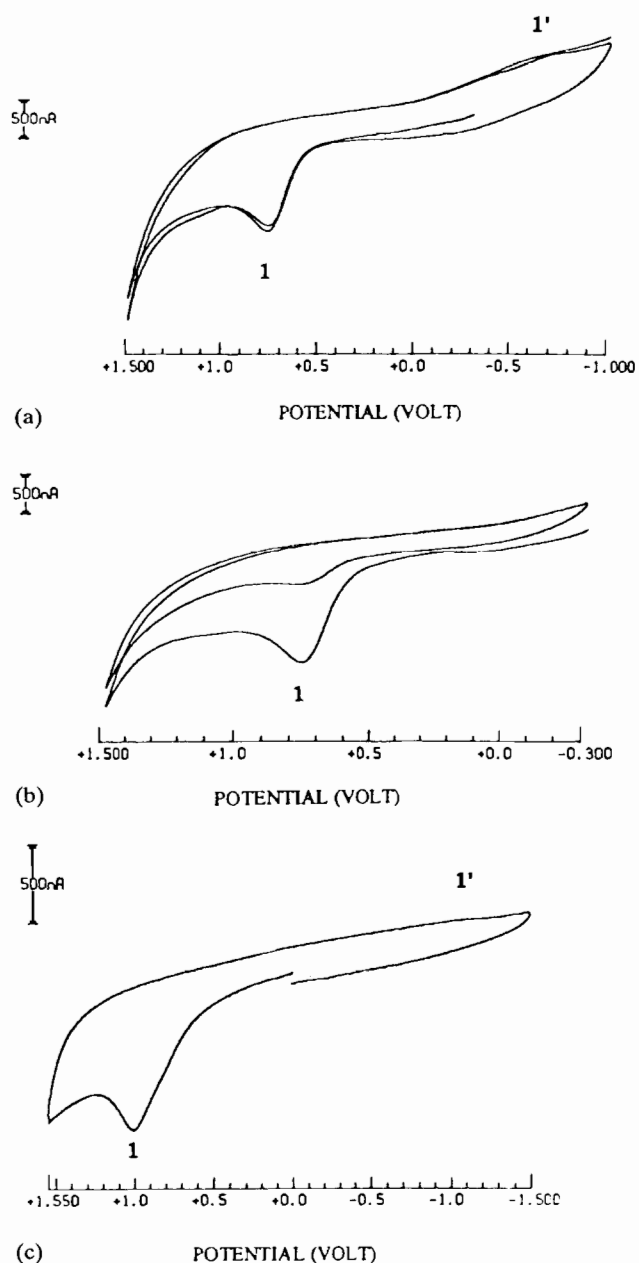 1'
500nA
1
+1.500 +1.0 +0.5 +0.0 -0.5 -1.000
POTENTIAL (VOLT)
(a)
500nA
1
+1.500 +1.0 +0.5 +0.0 -0.300
POTENTIAL (VOLT)
(b)
1'
500nA
1
+1.550 +1.0 +0.5 +0.0 -0.5 -1.0 -1.500
POTENTIAL (VOLT)
(c)